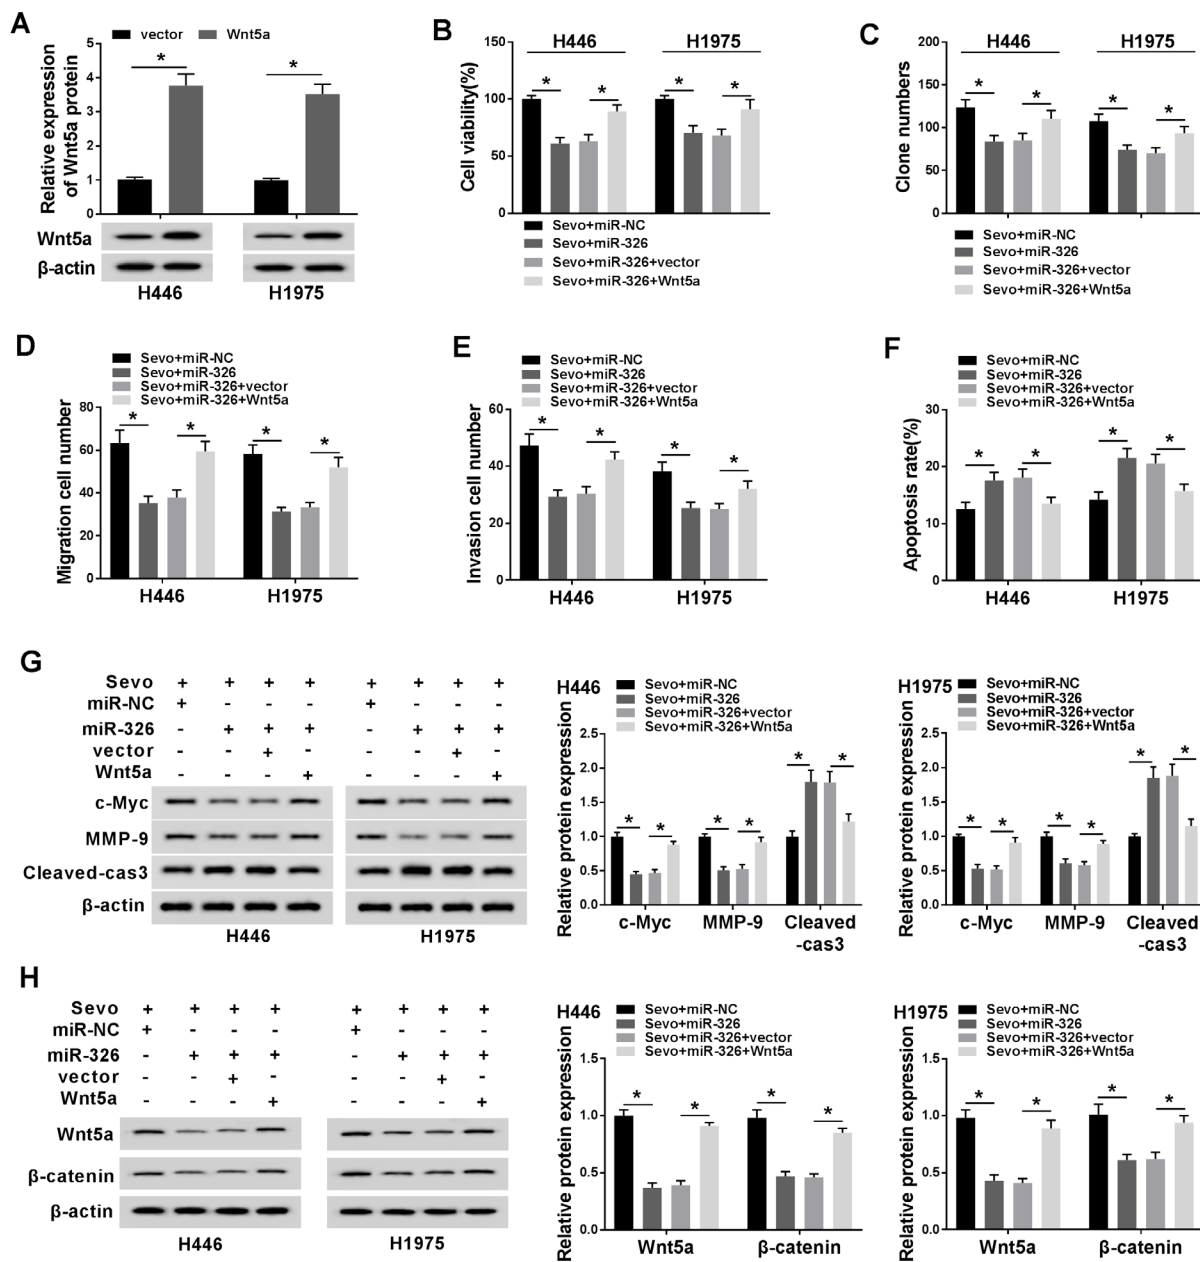 A
vector Wnt5a
Relative expression
of Wnt5a protein
5
4
3
2
1
0
*
*
Wnt5a
β-actin
H446 H1975
B
H446 H1975
Cell viability(%)
150
100
50
0
* * * *
Sevo+miR-NC
Sevo+miR-326
Sevo+miR-326+vector
Sevo+miR-326+Wnt5a
C
H446 H1975
Clone numbers
200
150
100
50
0
* * * *
Sevo+miR-NC
Sevo+miR-326
Sevo+miR-326+vector
Sevo+miR-326+Wnt5a
D
Sevo+miR-NC
Sevo+miR-326
Sevo+miR-326+vector
Sevo+miR-326+Wnt5a
Migration cell number
80
60
40
20
0
* * * *
H446 H1975
E
Sevo+miR-NC
Sevo+miR-326
Sevo+miR-326+vector
Sevo+miR-326+Wnt5a
Invasion cell number
60
40
20
0
* * * *
H446 H1975
F
Sevo+miR-NC
Sevo+miR-326
Sevo+miR-326+vector
Sevo+miR-326+Wnt5a
Apoptosis rate(%)
30
20
10
0
* * * *
H446 H1975
G
Sevo + + + + + + + +
miR-NC + - - - + - - -
miR-326 - + + + - + + +
vector - - + - - - + -
Wnt5a - - - + - - - +
c-Myc
MMP-9
Cleaved-cas3
β-actin
H446 H1975
H446
Sevo+miR-NC
Sevo+miR-326
Sevo+miR-326+vector
Sevo+miR-326+Wnt5a
Relative protein expression
2.5
2.0
1.5
1.0
0.5
0.0
* * * * * *
c-Myc MMP-9 Cleaved
-cas3
H1975
Sevo+miR-NC
Sevo+miR-326
Sevo+miR-326+vector
Sevo+miR-326+Wnt5a
Relative protein expression
2.5
2.0
1.5
1.0
0.5
0.0
* * * * * *
c-Myc MMP-9 Cleaved
-cas3
H
Sevo + + + + + + + +
miR-NC + - - - + - - -
miR-326 - + + + - + + +
vector - - + - - - + -
Wnt5a - - - + - - - +
Wnt5a
β-catenin
β-actin
H446 H1975
H446
Sevo+miR-NC
Sevo+miR-326
Sevo+miR-326+vector
Sevo+miR-326+Wnt5a
Relative protein expression
1.5
1.0
0.5
0.0
* * * *
Wnt5a β-catenin
H1975
Sevo+miR-NC
Sevo+miR-326
Sevo+miR-326+vector
Sevo+miR-326+Wnt5a
Relative protein expression
1.5
1.0
0.5
0.0
* * * *
Wnt5a β-catenin